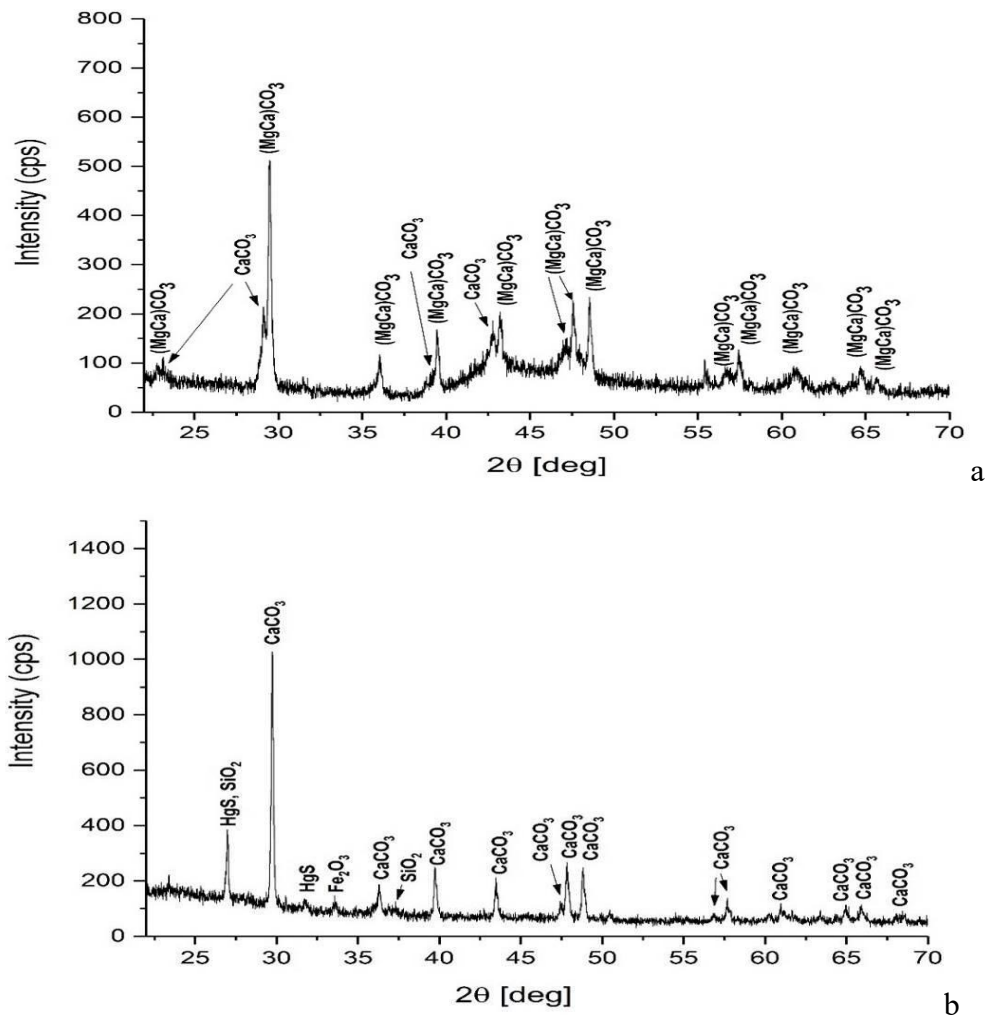 800
700
600
500
400
300
200
100
0
Intensity (cps)
(MgCa)CO3
CaCO3
(MgCa)CO3
(MgCa)CO3
CaCO3
(MgCa)CO3
CaCO3
(MgCa)CO3
(MgCa)CO3
(MgCa)CO3
(MgCa)CO3
(MgCa)CO3
(MgCa)CO3
(MgCa)CO3
(MgCa)CO3
25 30 35 40 45 50 55 60 65 70
2θ [deg]
a
1400
1200
1000
800
600
400
200
0
Intensity (cps)
HgS, SiO2
CaCO3
HgS
Fe2O3
CaCO3
SiO2
CaCO3
CaCO3
CaCO3
CaCO3
CaCO3
CaCO3
CaCO3
CaCO3
CaCO3
CaCO3
25 30 35 40 45 50 55 60 65 70
2θ [deg]
b